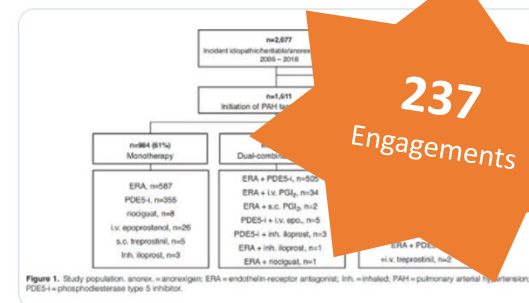 n=2,077
Incident idiopathic/heritable/anorex
2006 – 2018
n=1,611
Initiation of PAH
237
Engagements
n=984 (61%)
Monotherapy
Dual-combin
ERA, n=587
PDE5-i, n=355
riociguat, n=8
i.v. epoprostenol, n=26
s.c. treprostinil, n=5
Inh. iloprost, n=3
ERA + PDE5-i, n=505
ERA + i.v. PGI₂, n=34
ERA + s.c. PGI₂, n=2
PDE5-i + i.v. epo., n=5
PDE5-i + inh. iloprost, n=3
ERA + inh. iloprost, n=1
ERA + riociguat, n=1
ERA + PDE
+i.v. treprostinil, n=2
Figure 1. Study population. anorex. = anorexigen; ERA = endothelin-receptor antagonist; Inh. = inhaled; PAH = pulmonary arterial hypertension;
PDE5-i = phosphodiesterase type 5 inhibitor.